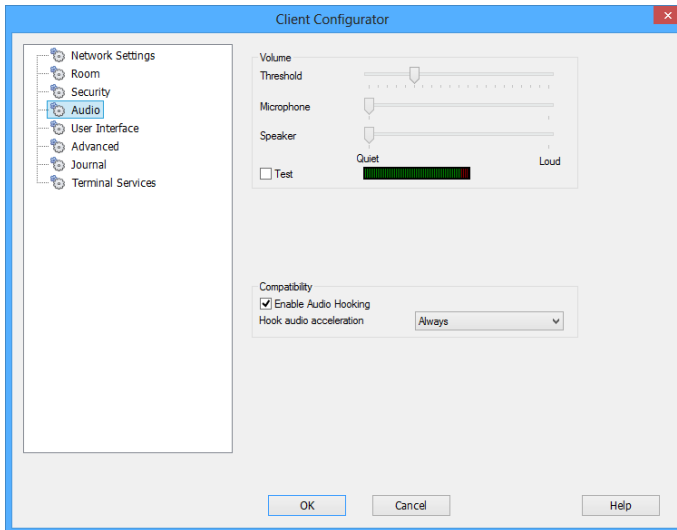 Client Configurator
Network Settings
Room
Security
Audio
User Interface
Advanced
Journal
Terminal Services
Volume
Threshold
Microphone
Speaker
Quiet
Loud
Test
Compatibility
Enable Audio Hooking
Hook audio acceleration
Always
OK
Cancel
Help